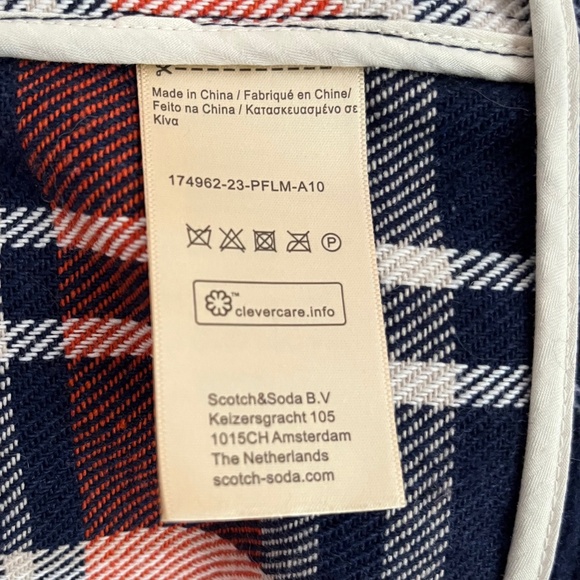 Made in China / Fabriqué en Chine/
Feito na China / Κατασκευασμένο σε
Κίνα
174962-23-PFLM-A10
P
™
clevercare.info
Scotch&Soda B.V
Keizersgracht 105
1015CH Amsterdam
The Netherlands
scotch-soda.com